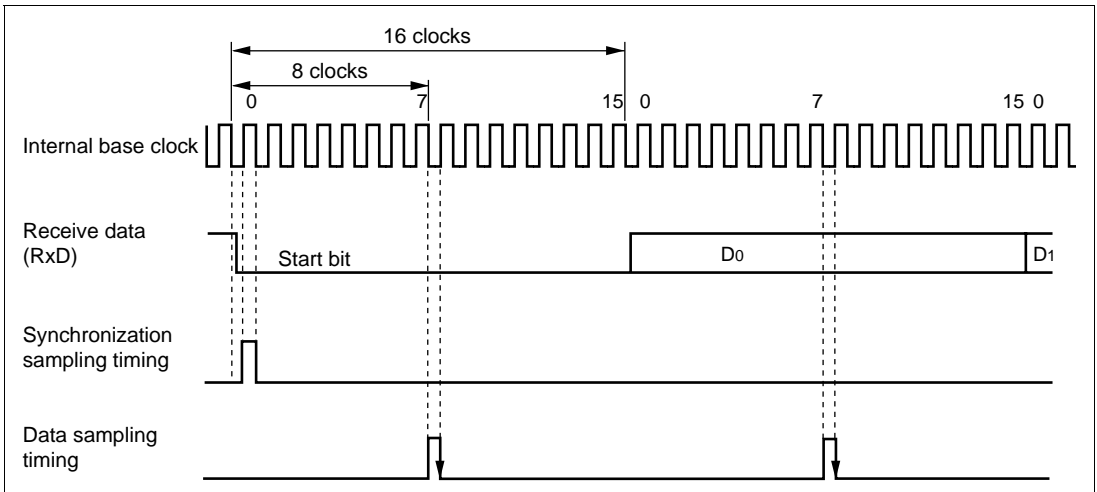 16 clocks
8 clocks
0 7 15 0 7 15 0
Internal base clock
Receive data
(RxD)
Start bit D0 D1
Synchronization
sampling timing
Data sampling
timing